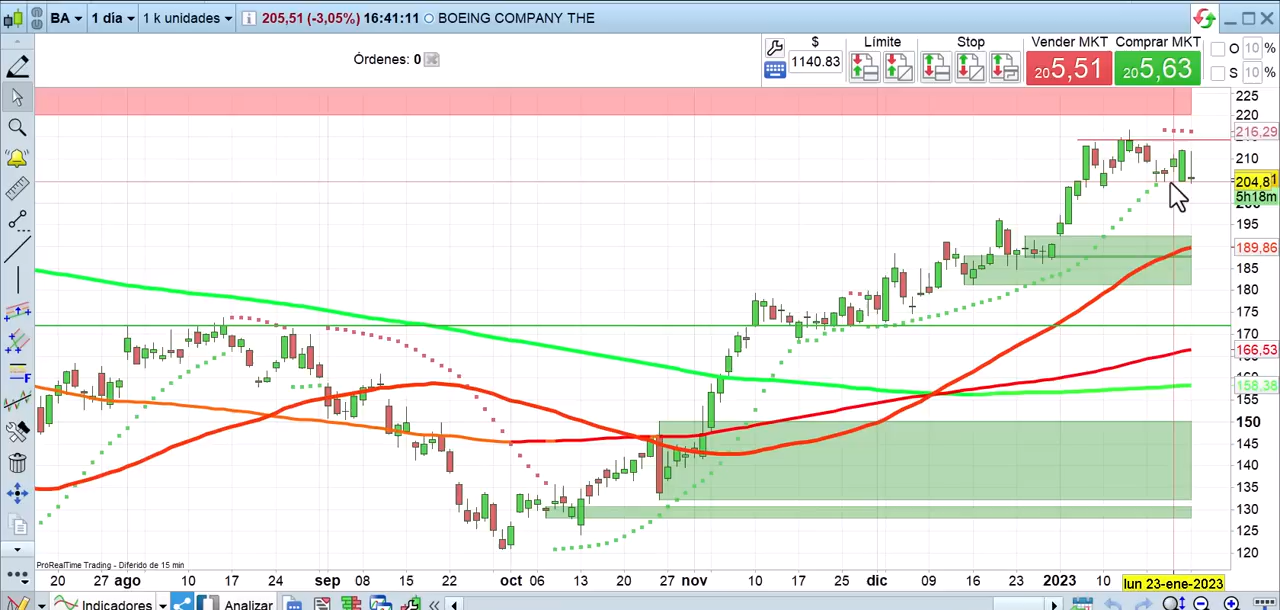 BA 1 día 1 k unidades 205,51 (-3,05%) 16:41:11 BOEING COMPANY THE
Órdenes: 0
$ Límite Stop Vender MKT Comprar MKT O 10 %
1140.83 205,51 205,63 S 10 %
225
220
216,29
210
204,81
5h18m
195
189,86
185
180
175
170
166,53
158,38
155
150
145
140
135
130
125
120
ProRealTime Trading - Diferido de 15 min
20 27 ago 10 17 24 sep 08 15 22 oct 06 13 20 27 nov 10 17 25 dic 09 16 23 2023 10 lun 23-ene-2023
Indicadores Analizar